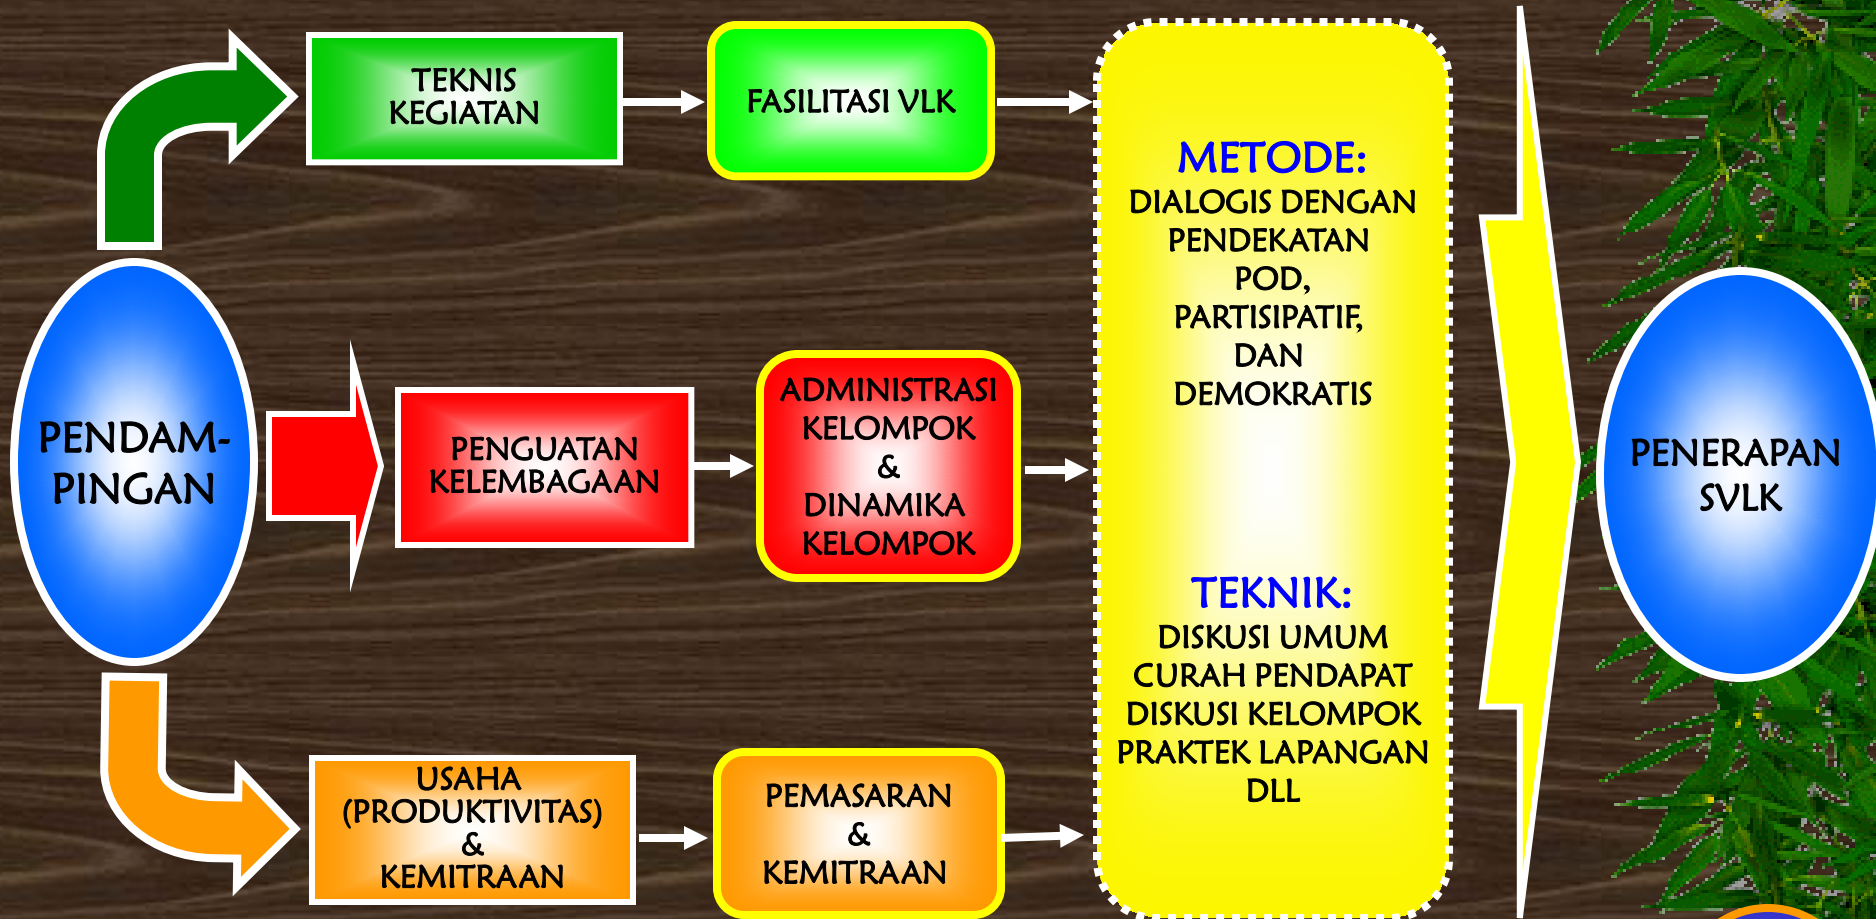 PENDAM-
PINGAN
TEKNIS
KEGIATAN
FASILITASI VLK
PENGUATAN
KELEMBAGAAN
ADMINISTRASI
KELOMPOK
&
DINAMIKA
KELOMPOK
USAHA
(PRODUKTIVITAS)
&
KEMITRAAN
PEMASARAN
&
KEMITRAAN
METODE:
DIALOGIS DENGAN
PENDEKATAN
POD,
PARTISIPATIF,
DAN
DEMOKRATIS
TEKNIK:
DISKUSI UMUM
CURAH PENDAPAT
DISKUSI KELOMPOK
PRAKTEK LAPANGAN
DLL
PENERAPAN
SVLK